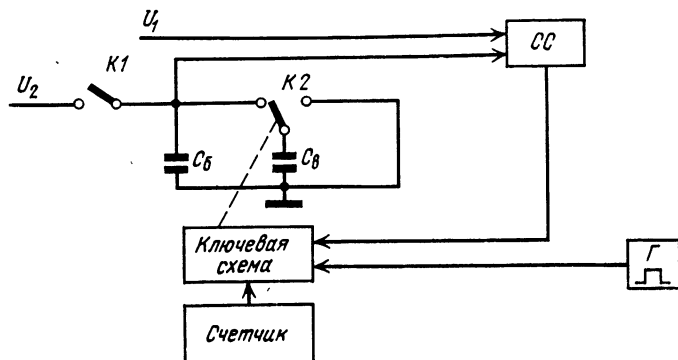 U₁
CC
K1
K2
U₂
Cб
Cв
Ключевая
схема
Г
Счетчик